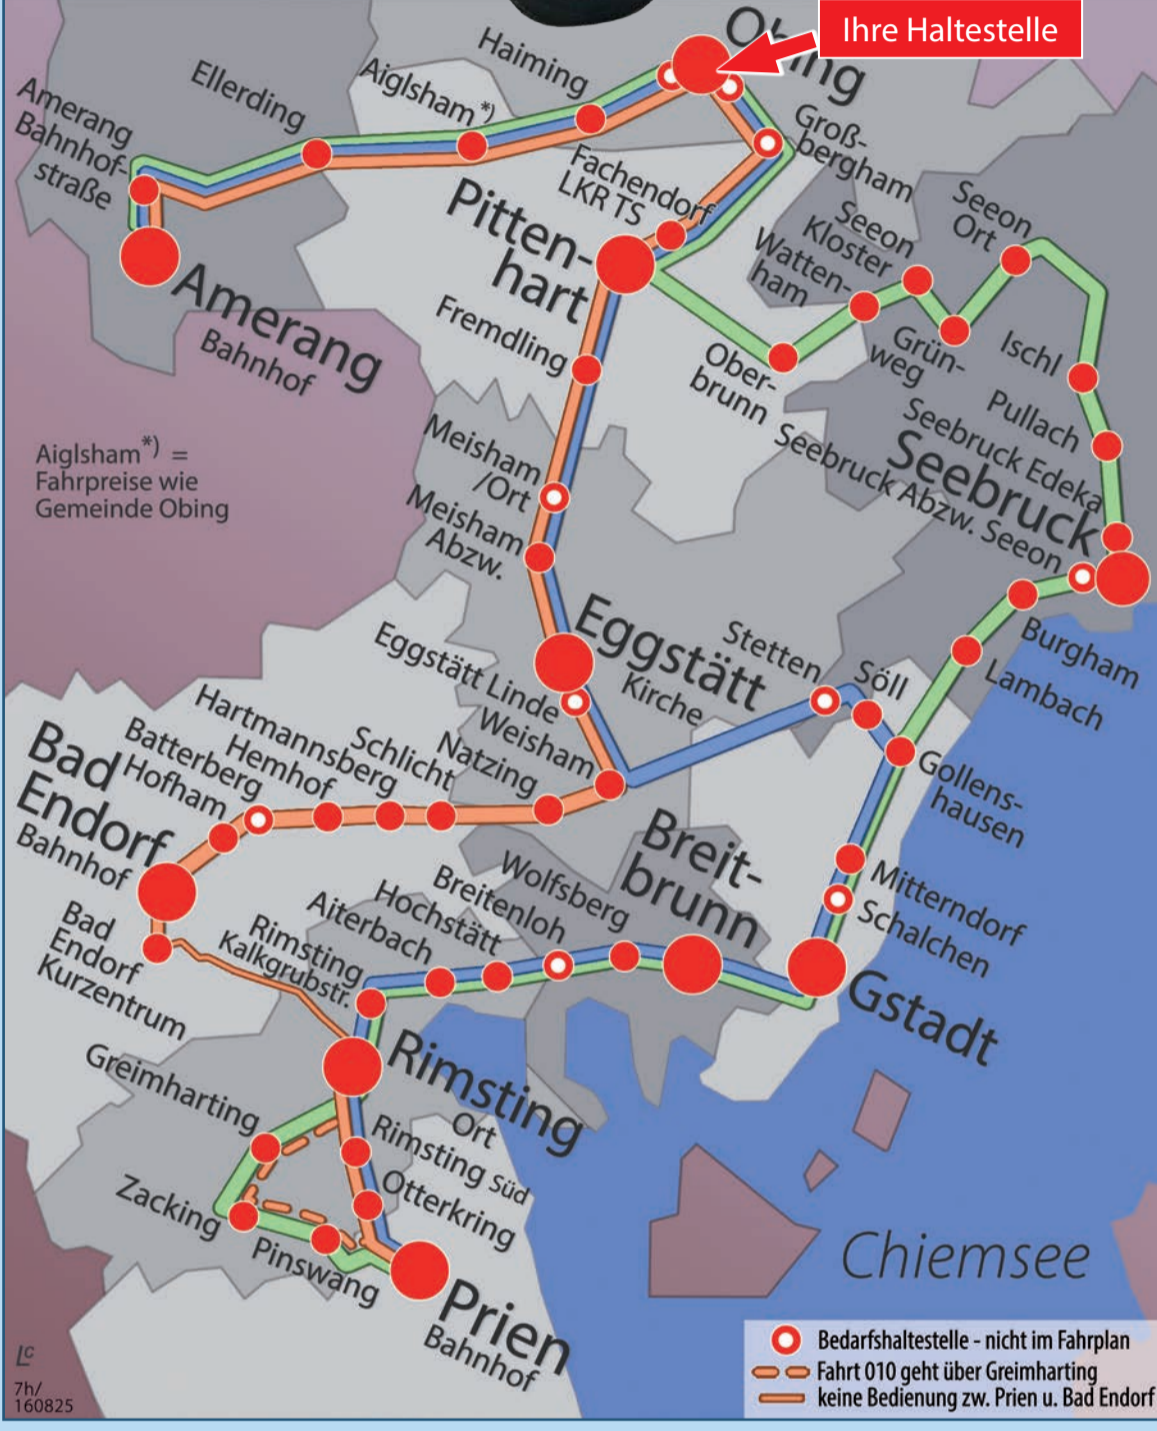 Ihre Haltestelle
Obing
Haiming
Aiglsham*)
Ellerding
Amerang
Bahnhof-
straße
Groß-
bergham
Fachendorf
LKR TS
Pitten-
hart
Seeon
Ort
Seeon
Kloster
Watten-
ham
Amerang
Bahnhof
Fremdling
Ober-
brunn
Grün-
weg
Ischl
Pullach
Seebruck Edeka
Seebruck
Seebruck Abzw. Seeon
Aiglsham*) =
Fahrpreise wie
Gemeinde Obing
Meisham
/Ort
Meisham
Abzw.
Eggstätt
Kirche
Eggstätt Linde
Stetten
Söll
Burgham
Lambach
Weisham
Natzing
Schlicht
Hartmannsberg
Hemhof
Batterberg
Hofham
Bad
Endorf
Bahnhof
Gollens-
hausen
Breit-
brunn
Mitterndorf
Schalchen
Wolfsberg
Breitenloh
Hochstätt
Aiterbach
Rimsting
Kalkgrubstr.
Bad
Endorf
Kurzentrum
Gstadt
Rimsting
Ort
Greimharting
Rimsting Süd
Otterkring
Zacking
Pinswang
Chiemsee
Prien
Bahnhof
Bedarfshaltestelle - nicht im Fahrplan
Fahrt 010 geht über Greimharting
keine Bedienung zw. Prien u. Bad Endorf
Lc
7h/
160825